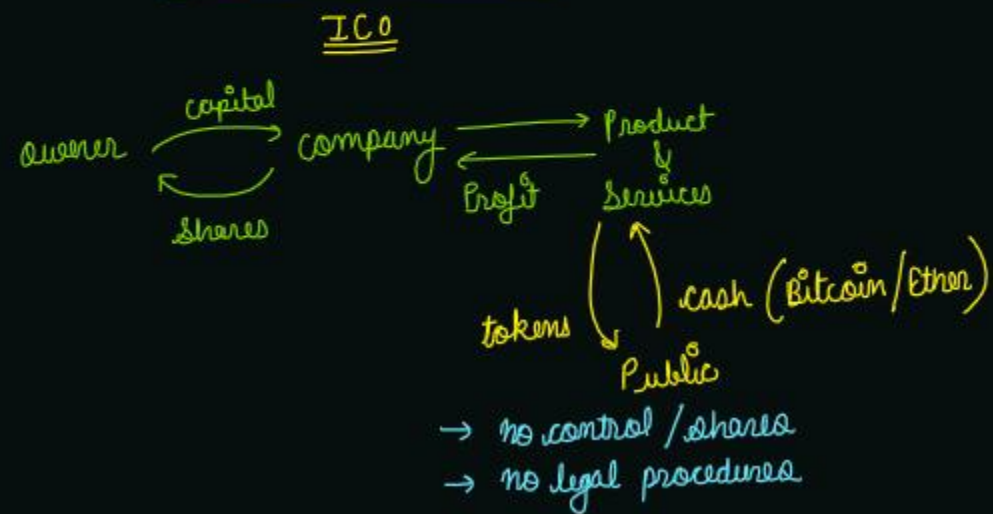 ICO
capital
owner
company
Product
&
Services
Profit
Shares
cash (Bitcoin/Ether)
tokens
Public
→ no control/shares
→ no legal procedures